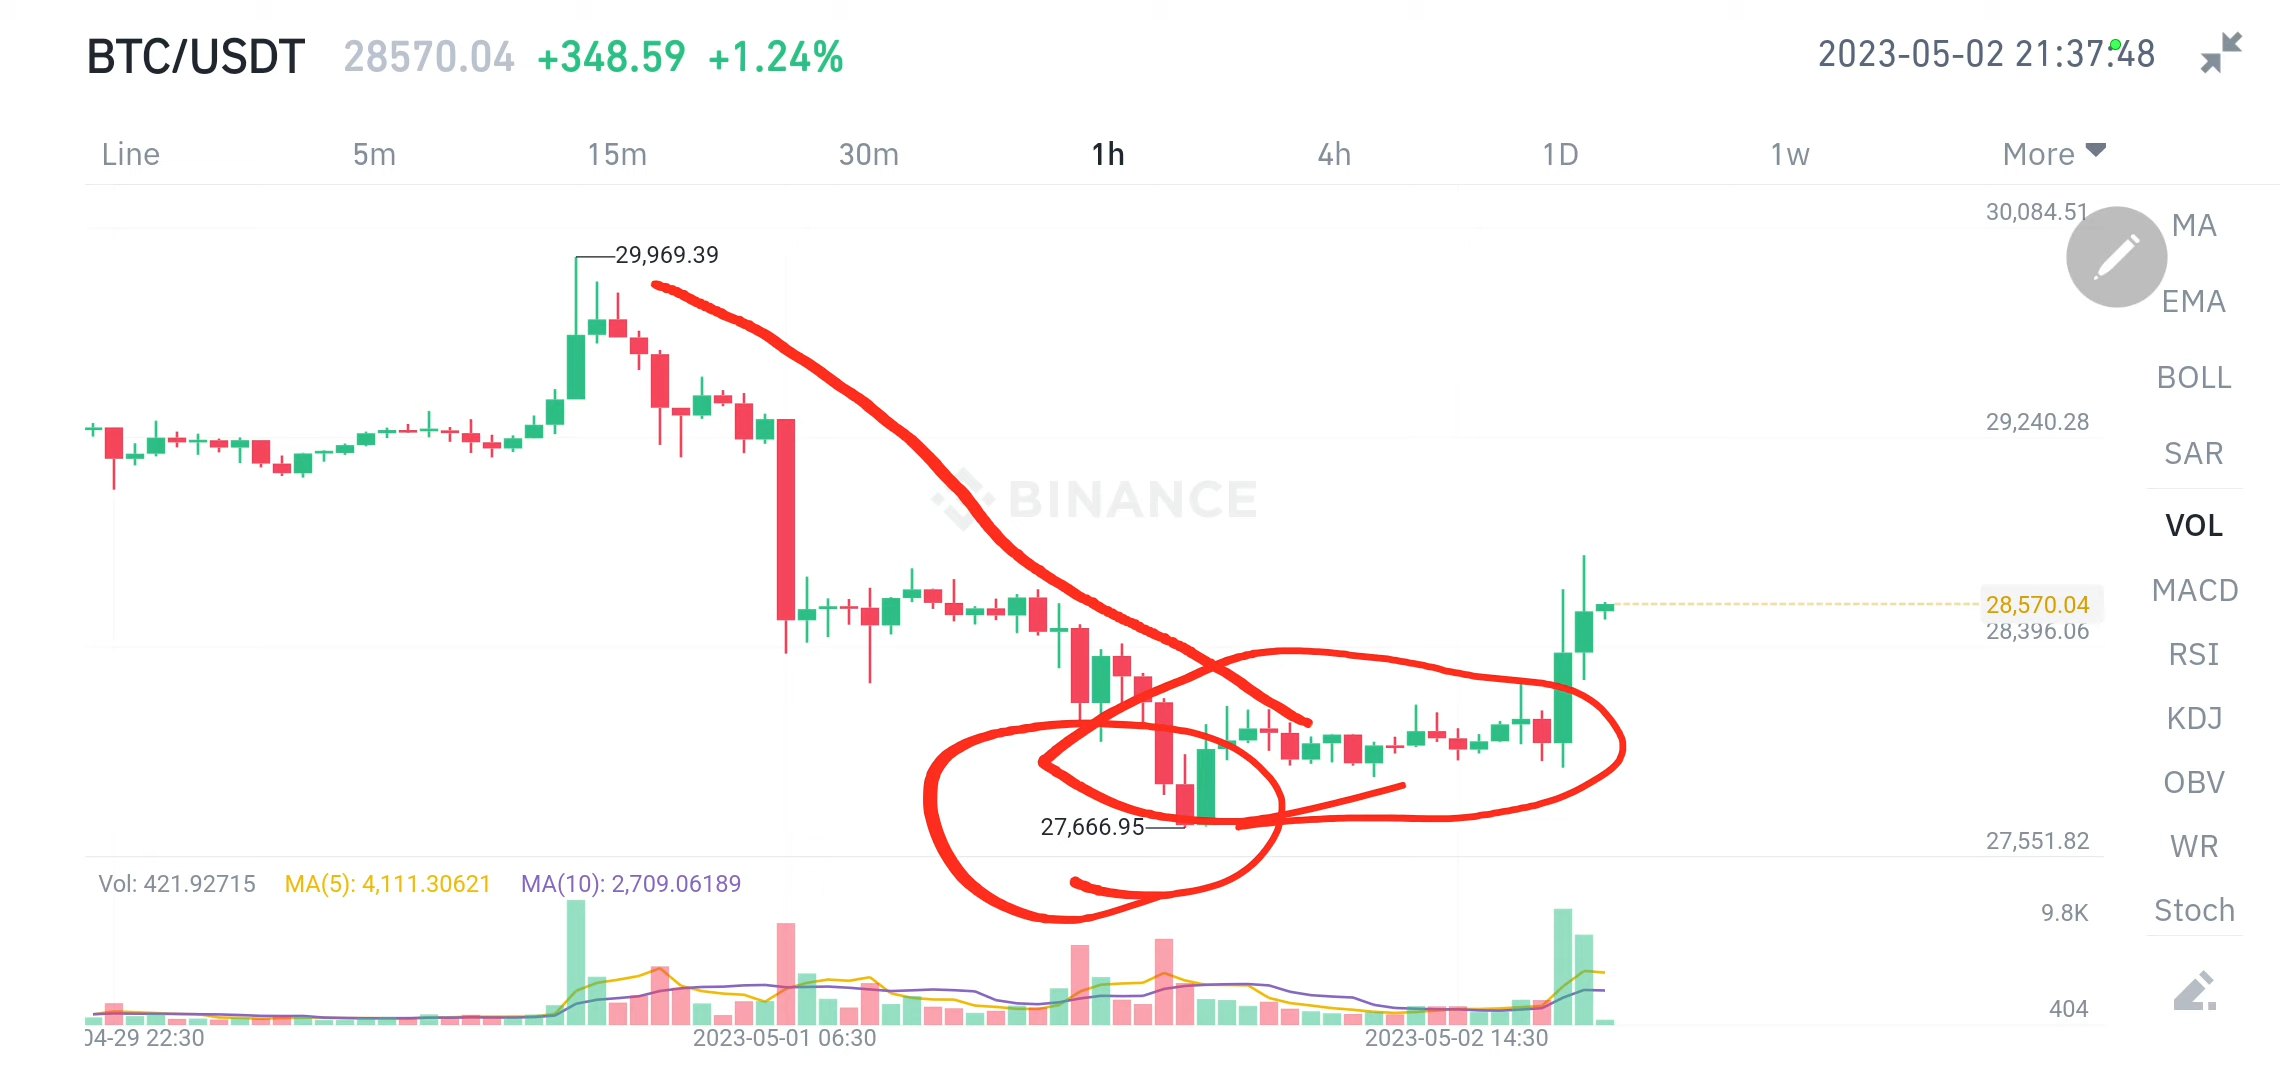 BTC/USDT 28570.04 +348.59 +1.24% 2023-05-02 21:37:48
Line 5m 15m 30m 1h 4h 1D 1w More
30,084.51
MA
29,969.39
EMA
BOLL
29,240.28
SAR
BINANCE
VOL
MACD
28,570.04
28,396.06
RSI
KDJ
OBV
27,666.95
27,551.82
WR
Vol: 421.92715 MA(5): 4,111.30621 MA(10): 2,709.06189
9.8K
Stoch
404
04-29 22:30 2023-05-01 06:30 2023-05-02 14:30